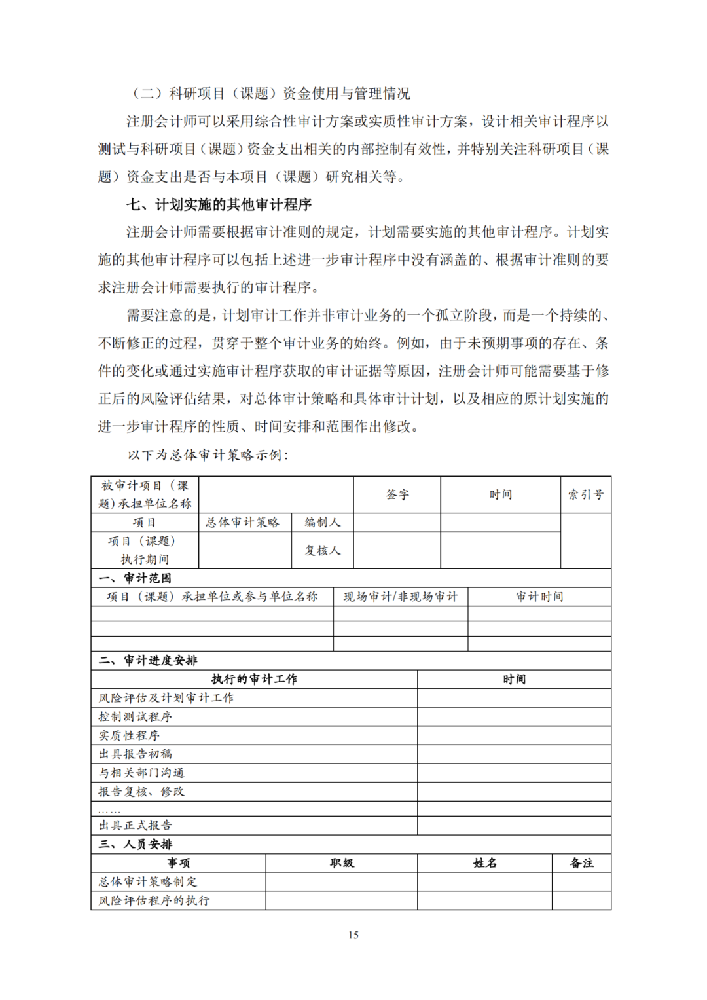 （二）科研项目（课题）资金使用与管理情况
注册会计师可以采用综合性审计方案或实质性审计方案，设计相关审计程序以
测试与科研项目（课题）资金支出相关的内部控制有效性，并特别关注科研项目（课
题）资金支出是否与本项目（课题）研究相关等。
七、计划实施的其他审计程序
注册会计师需要根据审计准则的规定，计划需要实施的其他审计程序。计划实
施的其他审计程序可以包括上述进一步审计程序中没有涵盖的、根据审计准则的要
求注册会计师需要执行的审计程序。
需要注意的是，计划审计工作并非审计业务的一个孤立阶段，而是一个持续的、
不断修正的过程，贯穿于整个审计业务的始终。例如，由于未预期事项的存在、条
件的变化或通过实施审计程序获取的审计证据等原因，注册会计师可能需要基于修
正后的风险评估结果，对总体审计策略和具体审计计划，以及相应的原计划实施的
进一步审计程序的性质、时间安排和范围作出修改。
以下为总体审计策略示例：
被审计项目（课
题）承担单位名称 签字 时间 索引号
项目 总体审计策略 编制人
项目（课题）
执行期间 复核人
一、审计范围
项目（课题）承担单位或参与单位名称 现场审计/非现场审计 审计时间
二、审计进度安排
执行的审计工作 时间
风险评估及计划审计工作
控制测试程序
实质性程序
出具报告初稿
与相关部门沟通
报告复核、修改
……
出具正式报告
三、人员安排
事项 职级 姓名 备注
总体审计策略制定
风险评估程序的执行
15